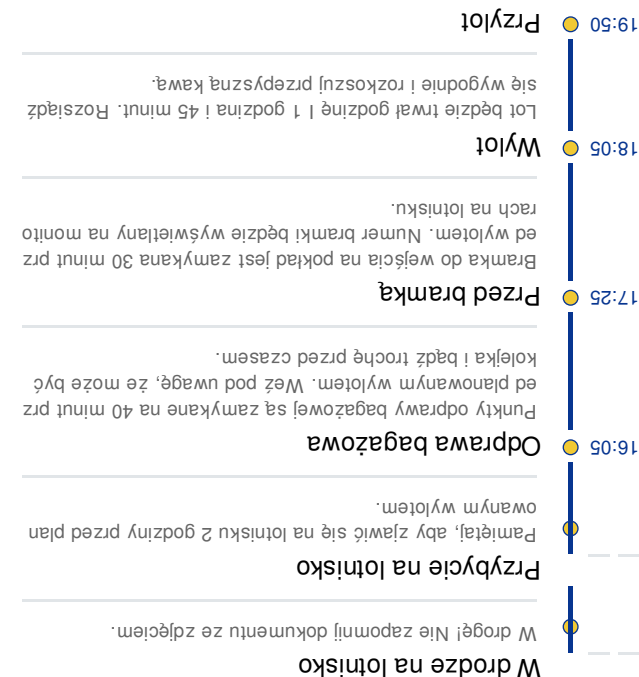 W drodze na lotnisko
W drogę! Nie zapomnij dokumentu ze zdjęciem.
Przybycie na lotnisko
Pamiętaj, aby zjawić się na lotnisku 2 godziny przed plan
owanym wylotem.
16:05
Odprawa bagażowa
Punkty odprawy bagażowej są zamykane na 40 minut prz
ed planowanym wylotem. Weź pod uwagę, że może być
kolejka i bądź trochę przed czasem.
17:25
Przed bramką
Bramka do wejścia na pokład jest zamykana 30 minut prz
ed wylotem. Numer bramki będzie wyświetlany na monito
rach na lotnisku.
18:05
Wylot
Lot będzie trwał godzinę I 1 godzina i 45 minut. Rozsiądź
się wygodnie i rozkoszuj przepyszną kawą.
19:50
Przylot